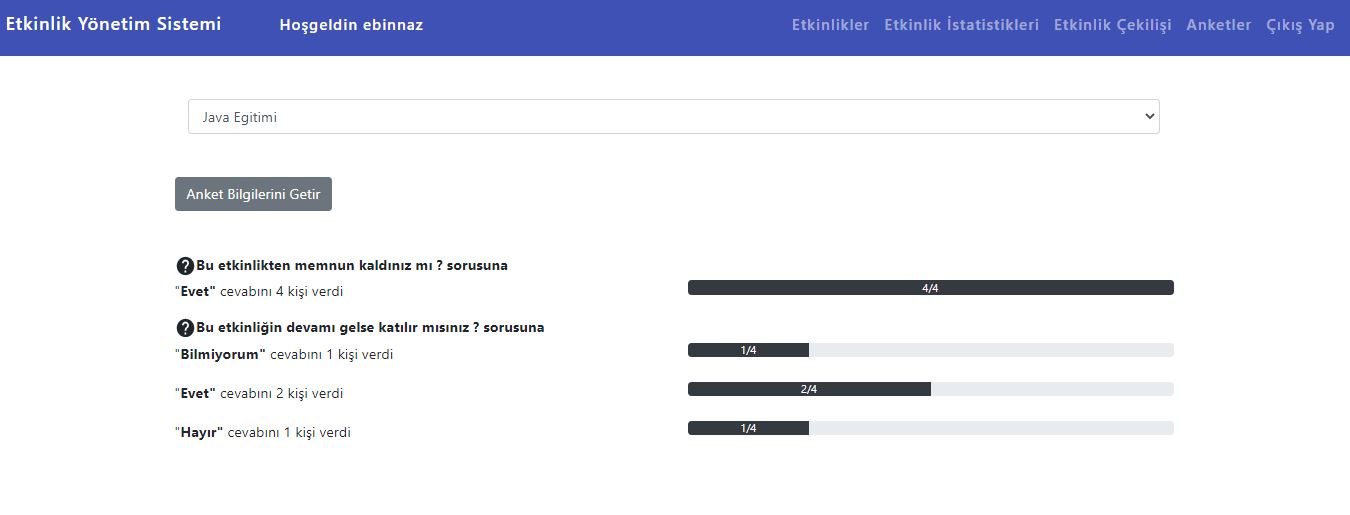 Etkinlik Yönetim Sistemi Hoşgeldin ebinnaz Etkinlikler Etkinlik İstatistikleri Etkinlik Çekilişi Anketler Çıkış Yap
Java Egitimi
Anket Bilgilerini Getir
Bu etkinlikten memnun kaldınız mı ? sorusuna
"Evet" cevabını 4 kişi verdi 4/4
Bu etkinliğin devamı gelse katılır mısınız ? sorusuna
"Bilmiyorum" cevabını 1 kişi verdi 1/4
"Evet" cevabını 2 kişi verdi 2/4
"Hayır" cevabını 1 kişi verdi 1/4